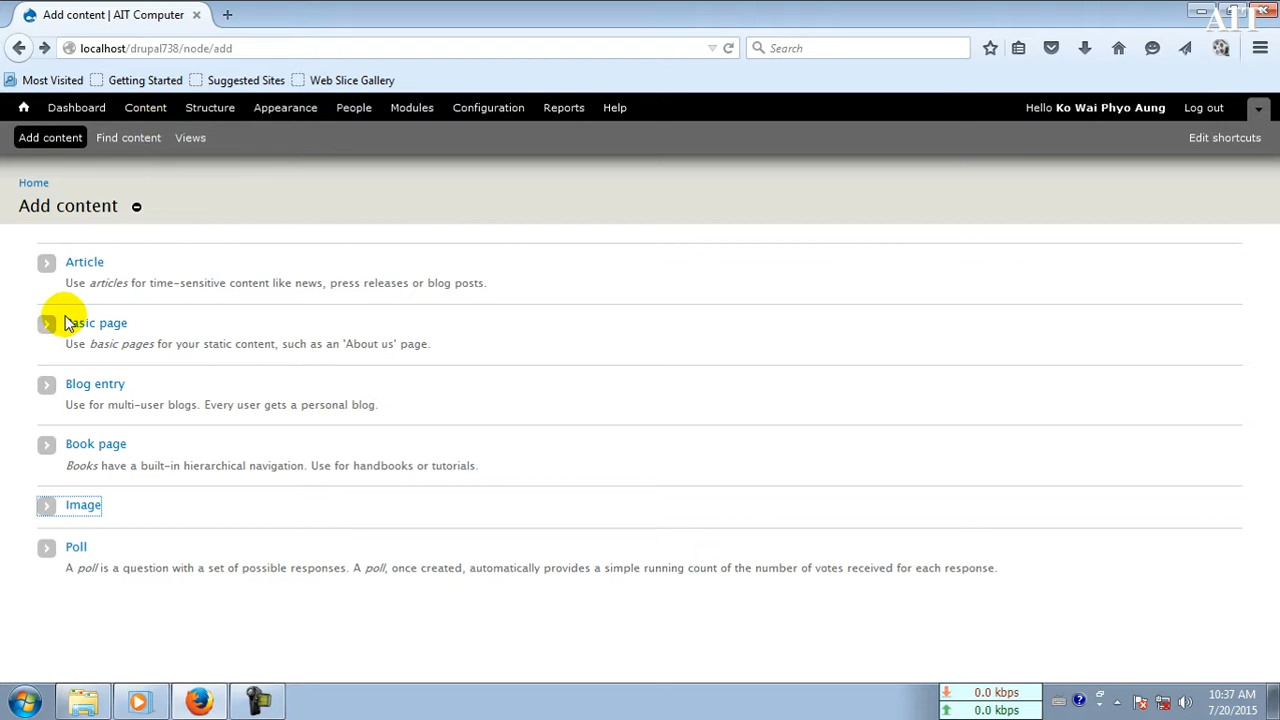 Add content | AIT Computer
AIT
localhost/drupal738/node/add
Search
Most Visited Getting Started Suggested Sites Web Slice Gallery
Dashboard Content Structure Appearance People Modules Configuration Reports Help Hello Ko Wai Phyo Aung Log out
Add content Find content Views Edit shortcuts
Home
Add content
Article
Use articles for time-sensitive content like news, press releases or blog posts.
Basic page
Use basic pages for your static content, such as an 'About us' page.
Blog entry
Use for multi-user blogs. Every user gets a personal blog.
Book page
Books have a built-in hierarchical navigation. Use for handbooks or tutorials.
Image
Poll
A poll is a question with a set of possible responses. A poll, once created, automatically provides a simple running count of the number of votes received for each response.
0.0 kbps
0.0 kbps
10:37 AM
7/20/2015